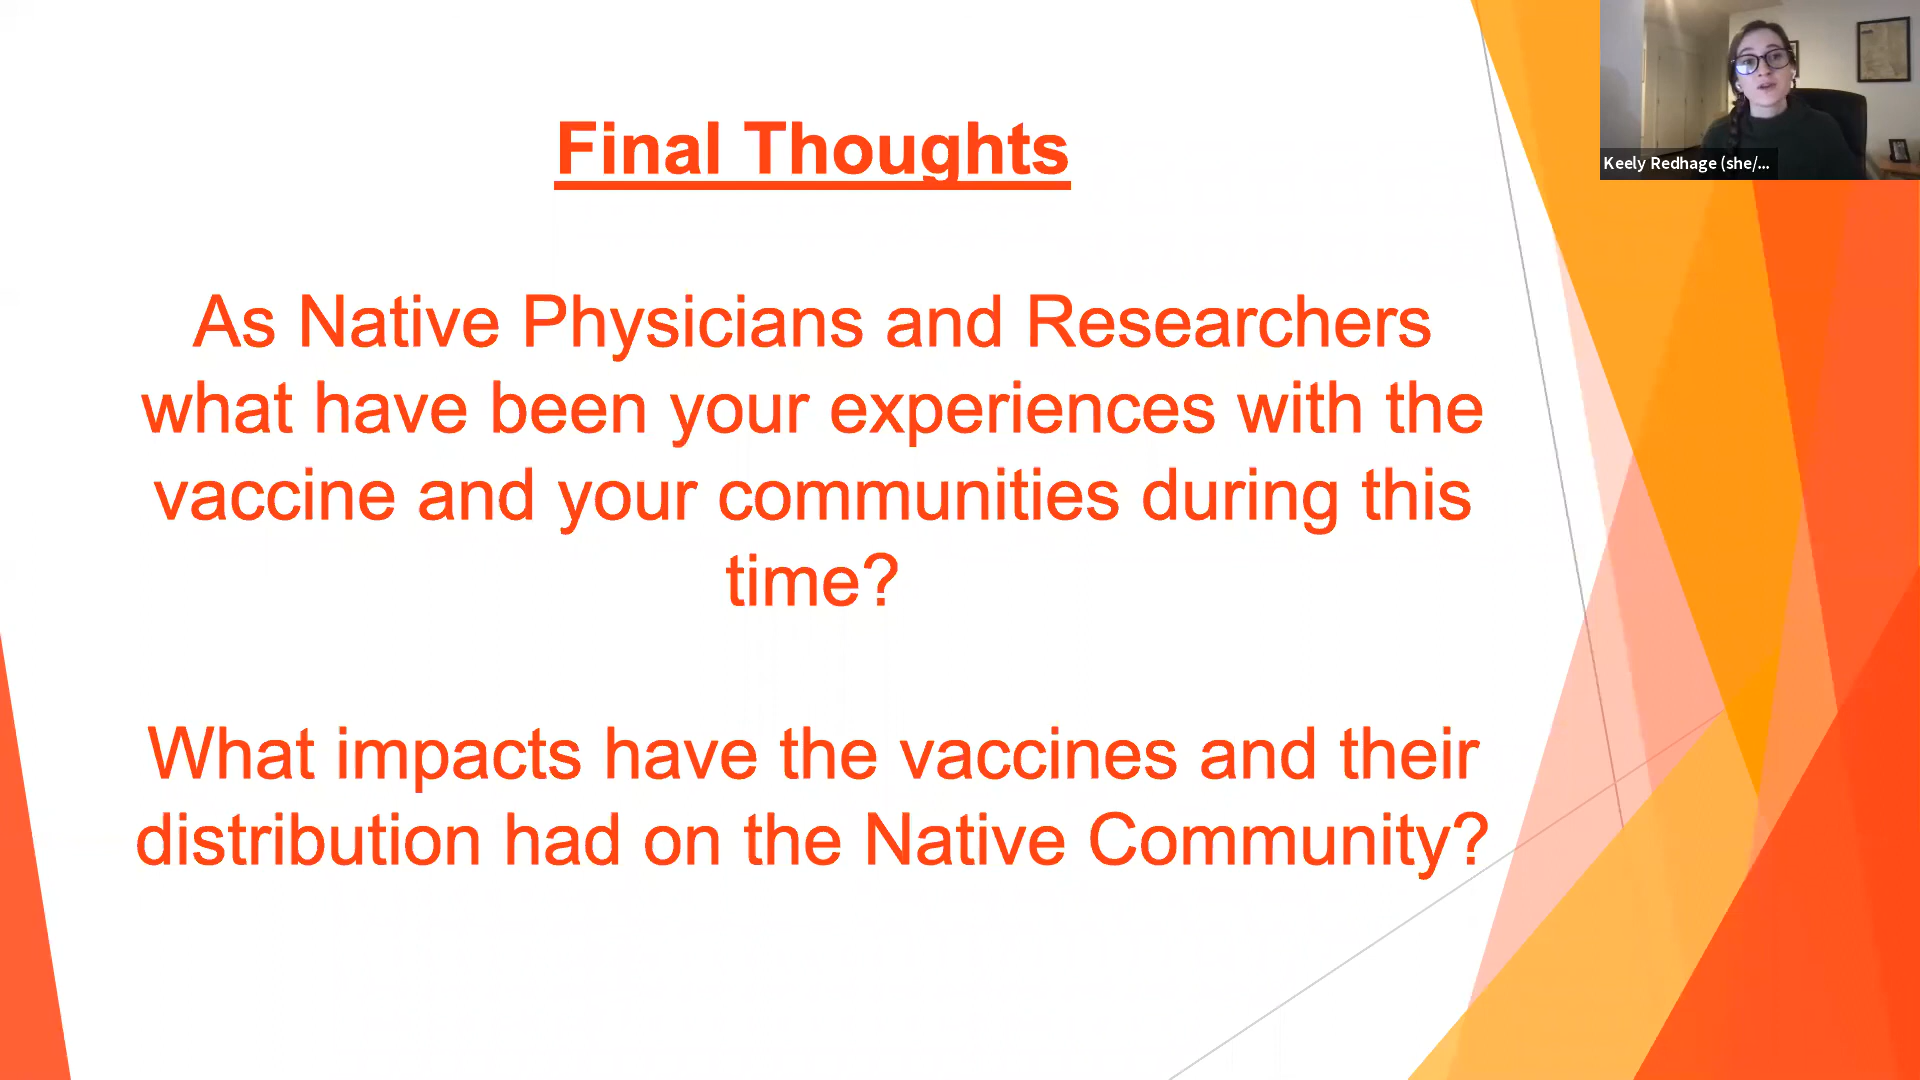 Final Thoughts
As Native Physicians and Researchers
what have been your experiences with the
vaccine and your communities during this
time?
What impacts have the vaccines and their
distribution had on the Native Community?
Keely Redhage (she/...